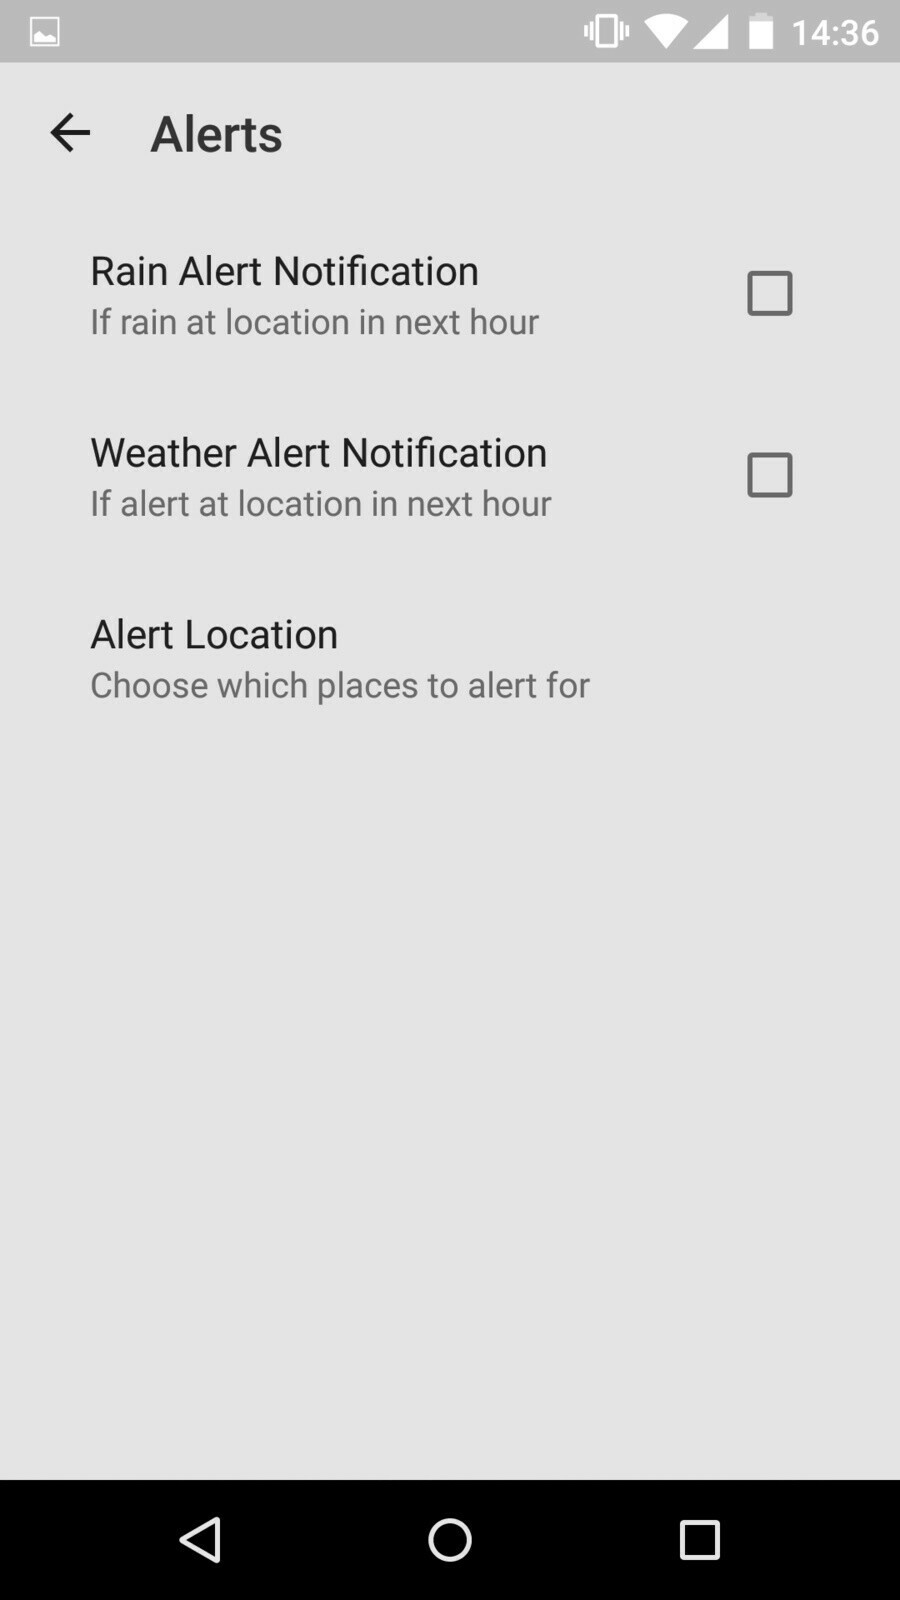 14:36
Alerts
Rain Alert Notification
If rain at location in next hour
Weather Alert Notification
If alert at location in next hour
Alert Location
Choose which places to alert for